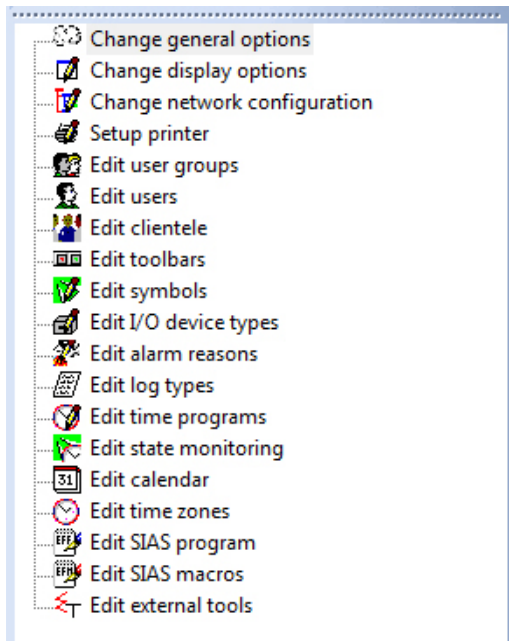 Change general options
Change display options
Change network configuration
Setup printer
Edit user groups
Edit users
Edit clientele
Edit toolbars
Edit symbols
Edit I/O device types
Edit alarm reasons
Edit log types
Edit time programs
Edit state monitoring
31 Edit calendar
Edit time zones
Edit SIAS program
Edit SIAS macros
Edit external tools